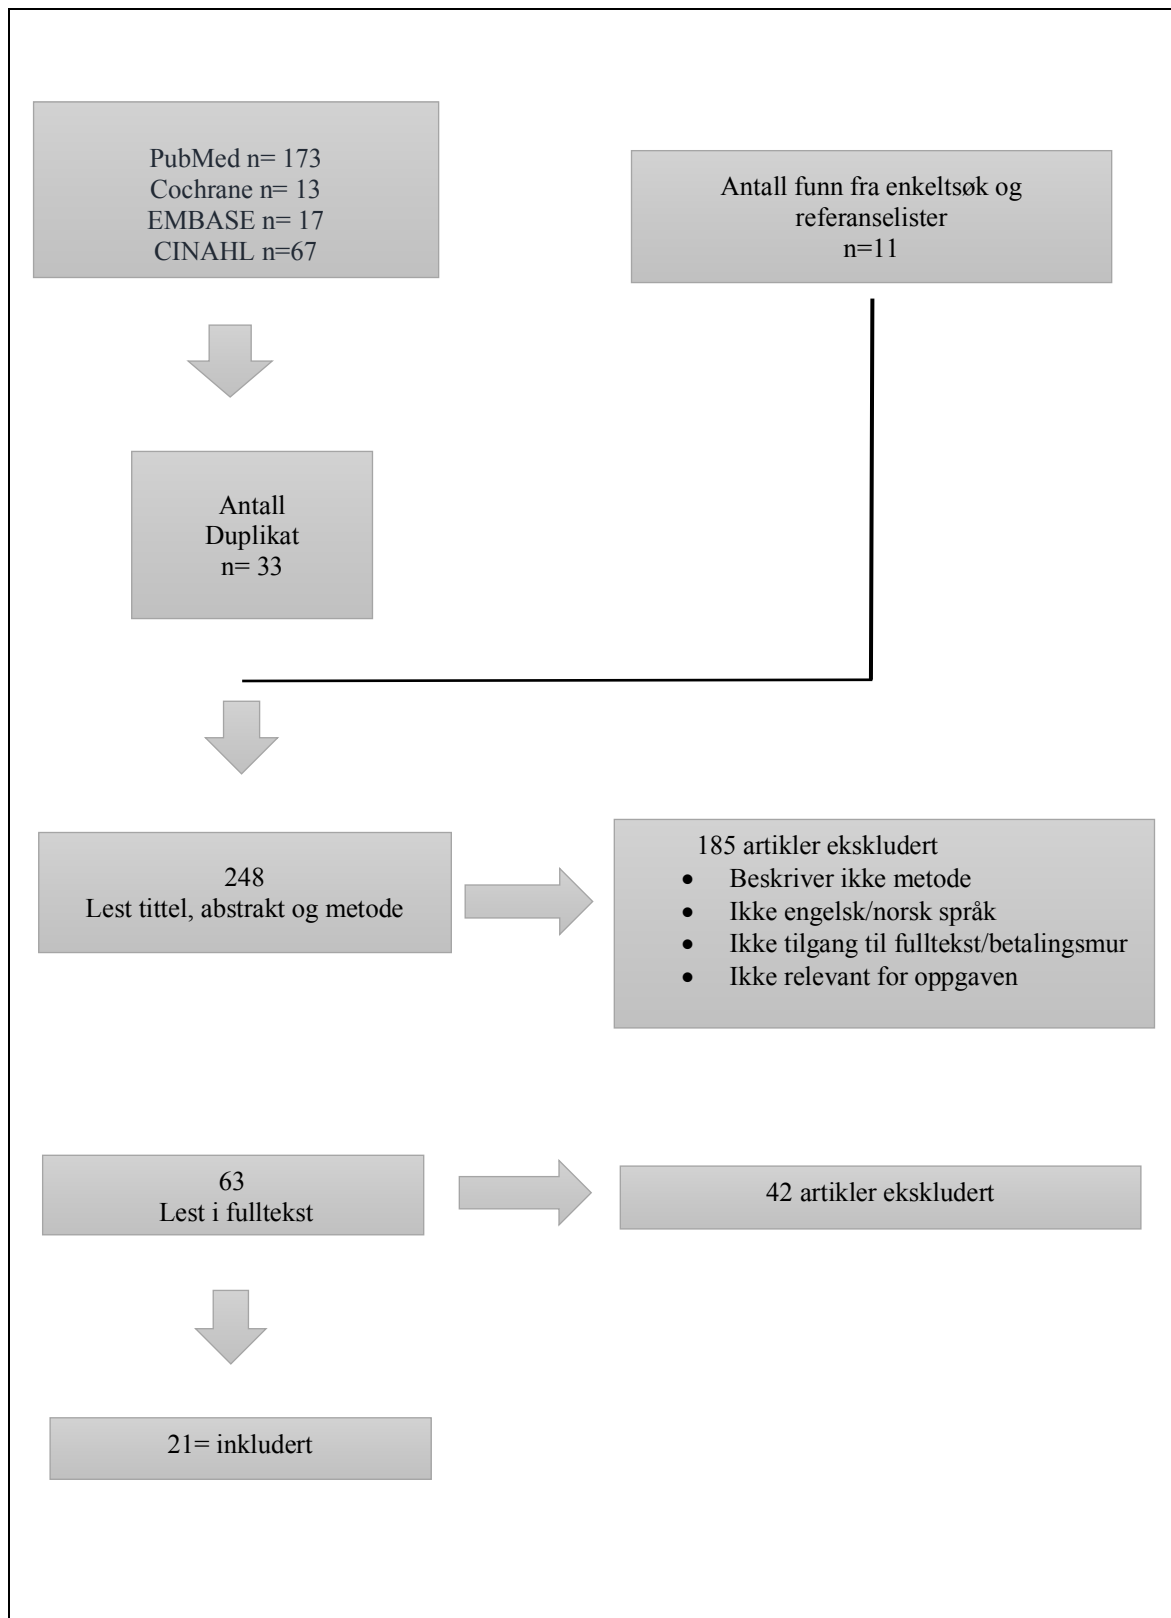 PubMed n= 173
Cochrane n= 13
EMBASE n= 17
CINAHL n=67
Antall funn fra enkeltsøk og
referanselister
n=11
Antall
Duplikat
n= 33
248
Lest tittel, abstrakt og metode
185 artikler ekskludert
• Beskriver ikke metode
• Ikke engelsk/norsk språk
• Ikke tilgang til fulltekst/betalingsmur
• Ikke relevant for oppgaven
63
Lest i fulltekst
42 artikler ekskludert
21= inkludert